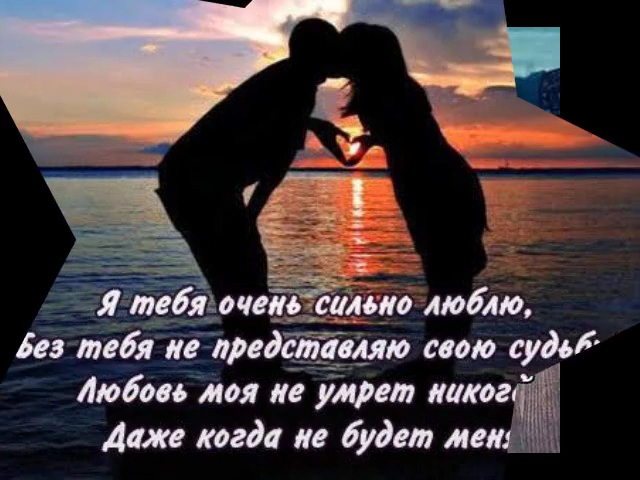 Я тебя очень сильно люблю,
Без тебя не представляю свою
Любовь моя не умрет
Даже когда не будет